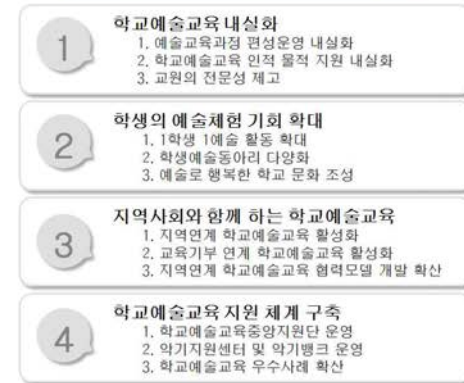 1
학교예술교육 내실화
1. 예술교육과정 편성운영 내실화
2. 학교예술교육 인적 물적 지원 내실화
3. 교원의 전문성 제고
2
학생의 예술체험 기회 확대
1. 1학생 1예술 활동 확대
2. 학생예술동아리 다양화
3. 예술로 행복한 학교 문화 조성
3
지역사회와 함께 하는 학교예술교육
1. 지역연계 학교예술교육 활성화
2. 교육기부 연계 학교예술교육 활성화
3. 지역연계 학교예술교육 협력모델 개발 확산
4
학교예술교육 지원 체계 구축
1. 학교예술교육중앙지원단 운영
2. 악기지원센터 및 악기뱅크 운영
3. 학교예술교육 우수사례 확산